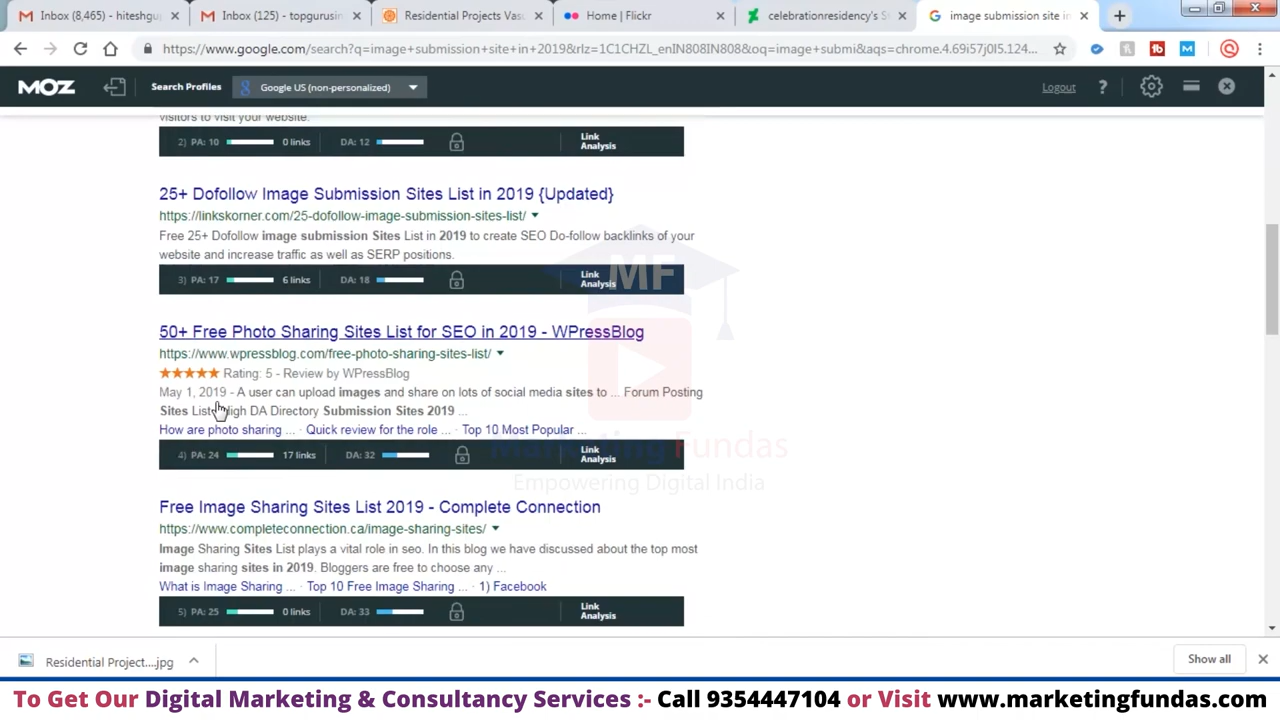 Inbox (8,465) - hiteshgu
Inbox (125) - topgurusin
Residential Projects Vasu
Home | Flickr
celebrationresidency's S
image submission site in
https://www.google.com/search?q=image+submission+site+in+2019&rlz=1C1CHZL_enIN808IN808&oq=image+submi&aqs=chrome.4.69i57j0l5.124...
MOZ
Search Profiles
Google US (non-personalized)
Logout
?
visitors to visit your website.
2) PA: 10 0 links DA: 12 Link Analysis
25+ Dofollow Image Submission Sites List in 2019 {Updated}
https://linkskorner.com/25-dofollow-image-submission-sites-list/
Free 25+ Dofollow image submission Sites List in 2019 to create SEO Do-follow backlinks of your
website and increase traffic as well as SERP positions.
3) PA: 17 6 links DA: 18 Link Analysis
MF
50+ Free Photo Sharing Sites List for SEO in 2019 - WPressBlog
https://www.wpressblog.com/free-photo-sharing-sites-list/
Rating: 5 - Review by WPressBlog
May 1, 2019 - A user can upload images and share on lots of social media sites to ... Forum Posting
Sites List High DA Directory Submission Sites 2019 ...
How are photo sharing ... · Quick review for the role ... · Top 10 Most Popular ...
4) PA: 24 17 links DA: 32 Link Analysis
Marketing Fundas
Empowering Digital India
Free Image Sharing Sites List 2019 - Complete Connection
https://www.completeconnection.ca/image-sharing-sites/
Image Sharing Sites List plays a vital role in seo. In this blog we have discussed about the top most
image sharing sites in 2019. Bloggers are free to choose any ...
What is Image Sharing ... · Top 10 Free Image Sharing ... · 1) Facebook
5) PA: 25 0 links DA: 33 Link Analysis
Residential Project....jpg
Show all
To Get Our Digital Marketing & Consultancy Services :- Call 9354447104 or Visit www.marketingfundas.com